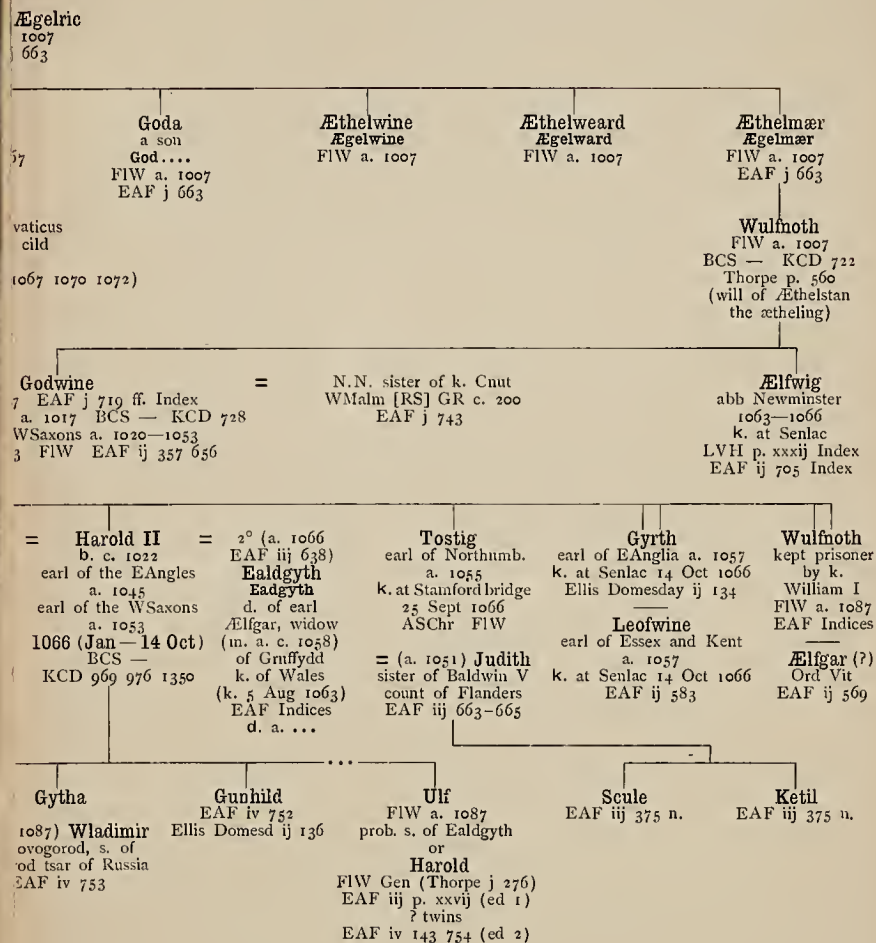 Ægelric
1007
j 663
Goda
a son
God....
FlW a. 1007
EAF j 663
Æthelwine
Ægelwine
FlW a. 1007
Æthelweard
Ægelward
FlW a. 1007
Æthelmær
Ægelmær
FlW a. 1007
EAF j 663
67
vaticus
cild
1067 1070 1072)
Wulfnoth
FlW a. 1007
BCS — KCD 722
Thorpe p. 560
(will of Æthelstan
the ætheling)
Godwine
7 EAF j 719 ff. Index
a. 1017 BCS — KCD 728
WSaxons a. 1020—1053
3 FlW EAF ij 357 656
=
N.N. sister of k. Cnut
WMalm [RS] GR c. 200
EAF j 743
Ælfwig
abb Newminster
1063—1066
k. at Senlac
LVH p. xxxij Index
EAF ij 705 Index
= Harold II =
b. c. 1022
earl of the EAngles
a. 1045
earl of the WSaxons
a. 1053
1066 (Jan — 14 Oct)
BCS —
KCD 969 976 1350
2° (a. 1066
EAF iij 638)
Ealdgyth
Eadgyth
d. of earl
Ælfgar, widow
(m. a. c. 1058)
of Gruffydd
k. of Wales
(k. 5 Aug 1063)
EAF Indices
d. a. ...
Tostig
earl of Northumb.
a. 1055
k. at Stamford bridge
25 Sept 1066
ASChr FlW
= (a. 1051) Judith
sister of Baldwin V
count of Flanders
EAF iij 663-665
Gyrth
earl of EAnglia a. 1057
k. at Senlac 14 Oct 1066
Ellis Domesday ij 134
Leofwine
earl of Essex and Kent
a. 1057
k. at Senlac 14 Oct 1066
EAF ij 583
Wulfnoth
kept prisoner
by k.
William I
FlW a. 1087
EAF Indices
Ælfgar (?)
Ord Vit
EAF ij 569
...
Gytha
1087) Wladimir
ovogorod, s. of
od tsar of Russia
EAF iv 753
Gunhild
EAF iv 752
Ellis Domesd ij 136
Ulf
FlW a. 1087
prob. s. of Ealdgyth
or
Harold
FlW Gen (Thorpe j 276)
EAF iij p. xxvij (ed 1)
? twins
EAF iv 143 754 (ed 2)
Scule
EAF iij 375 n.
Ketil
EAF iij 375 n.